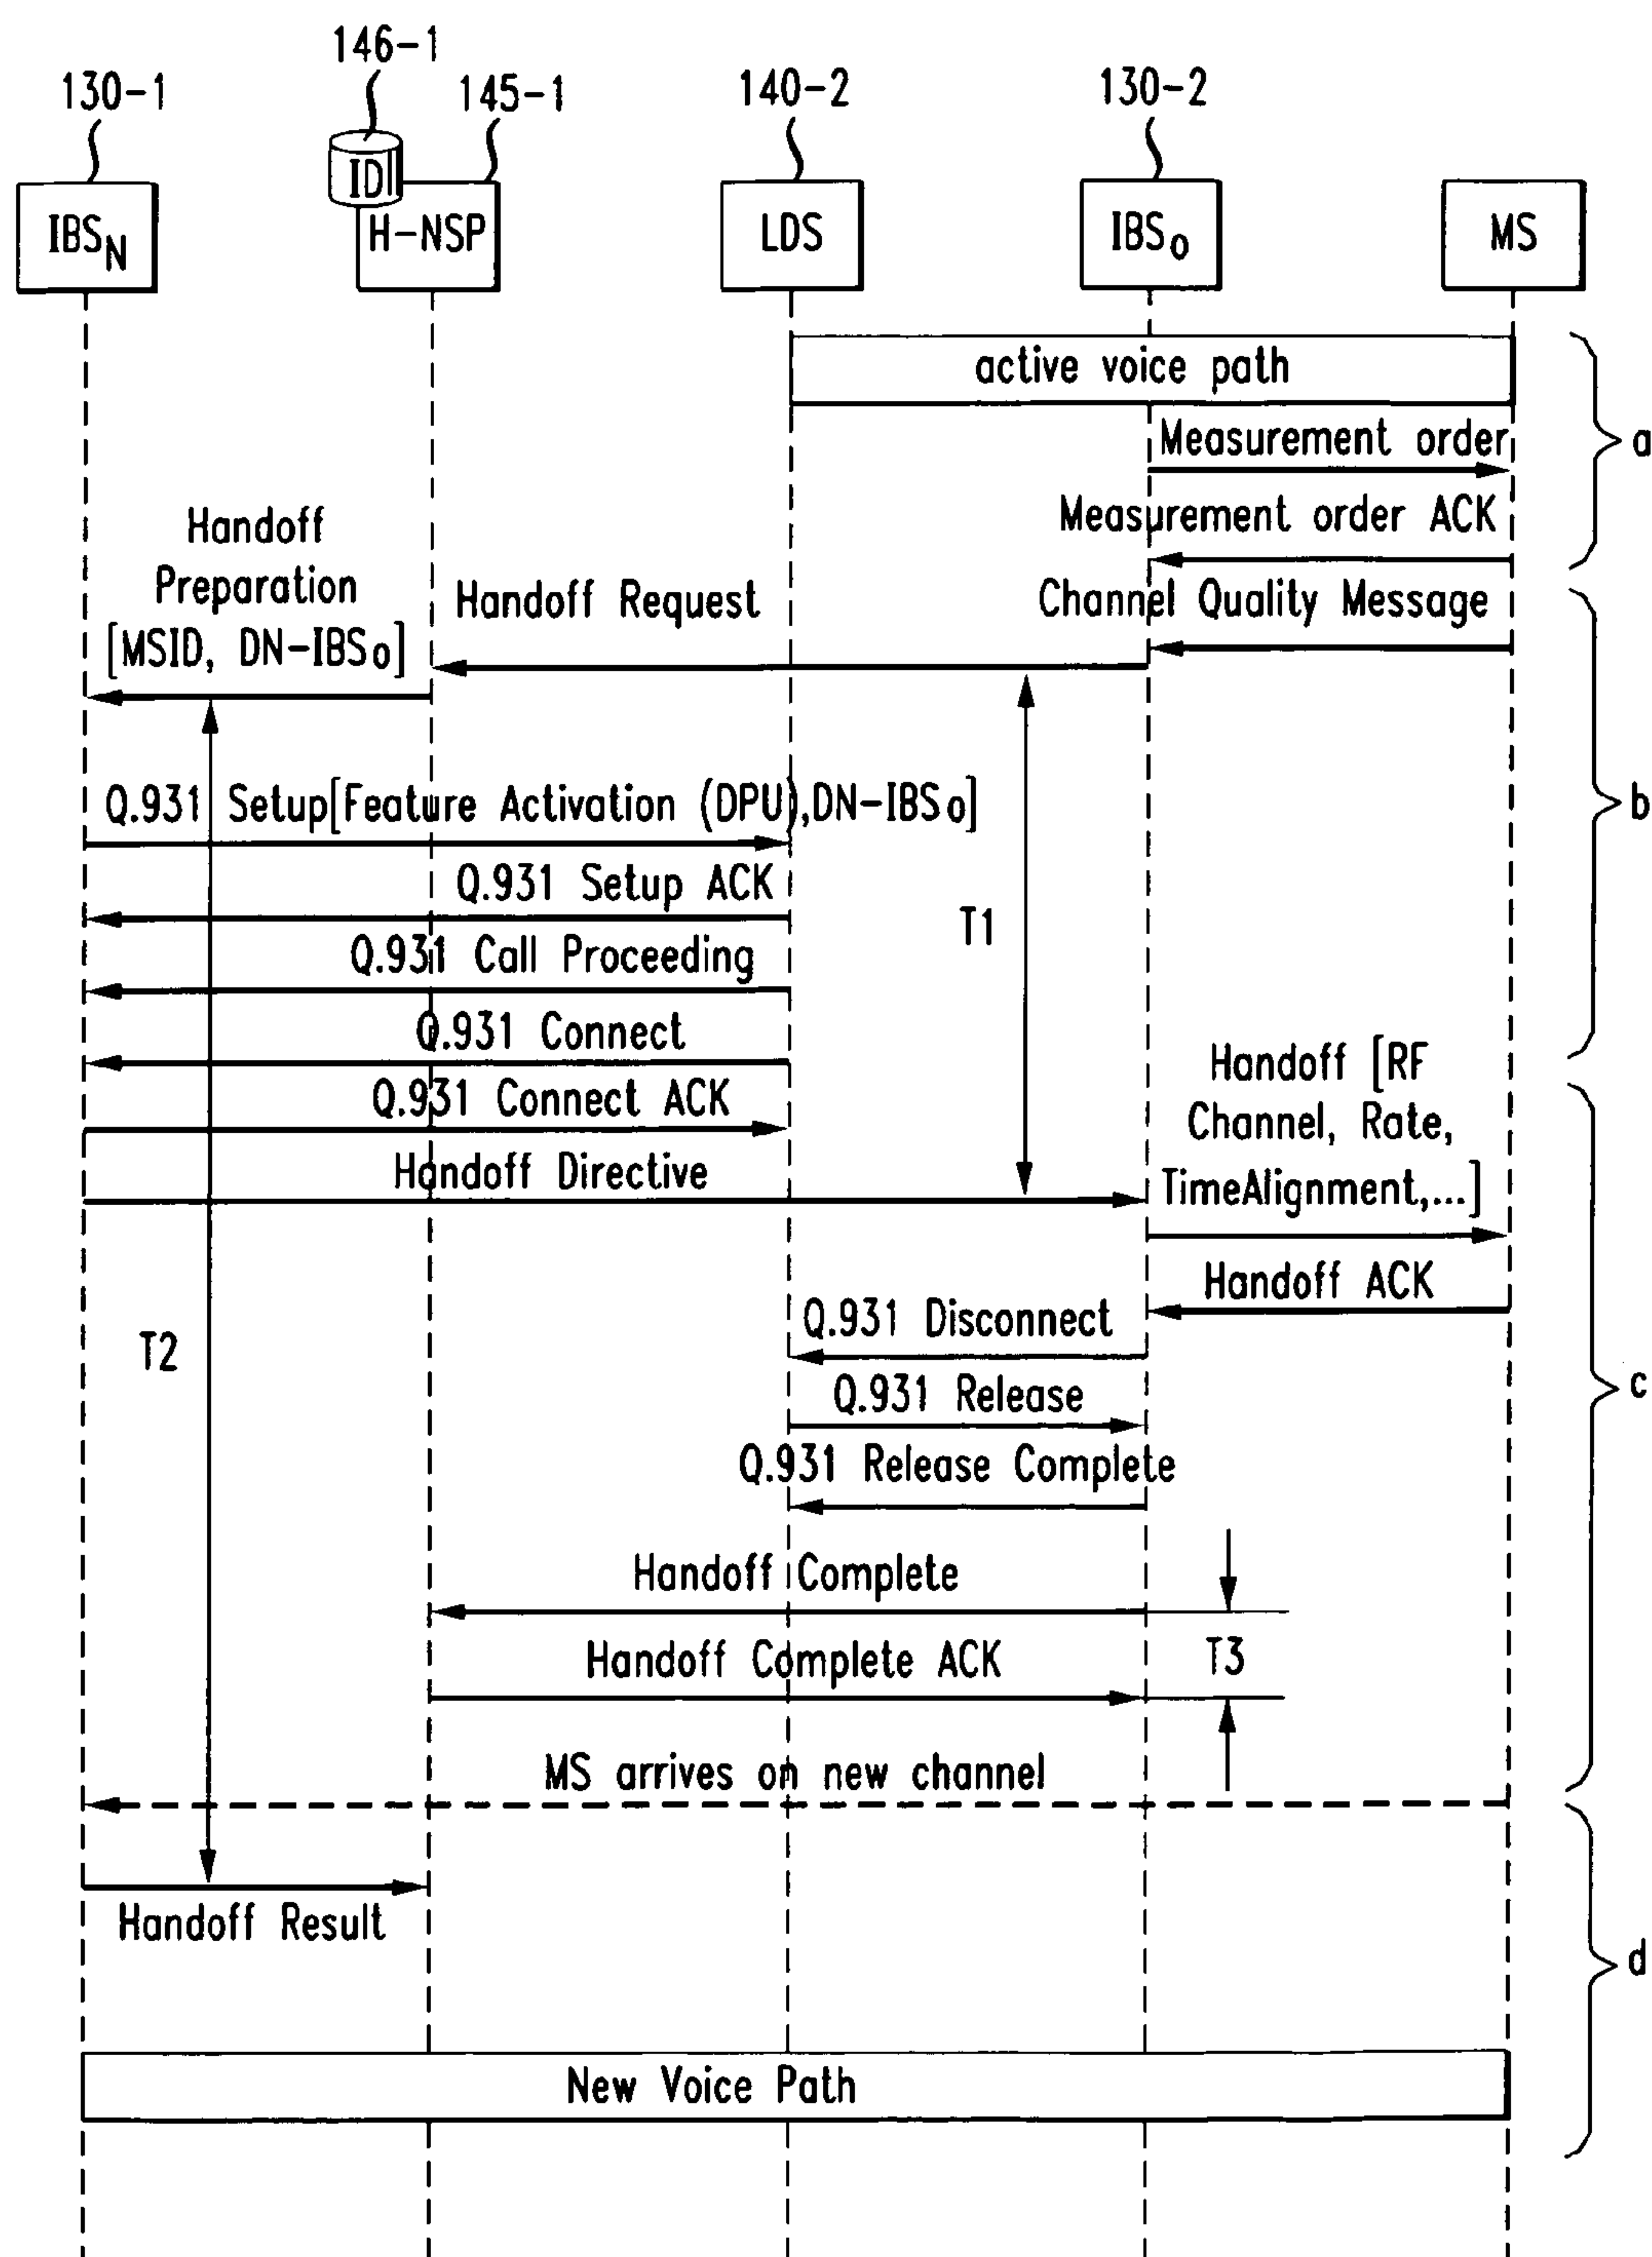 146-1
130-1
145-1
140-2
130-2
ID
IBSN
H-NSP
LDS
IBSo
MS
active voice path
a
Measurement order
Measurement order ACK
Handoff
Preparation
[MSID, DN-IBSo]
Handoff Request
Channel Quality Message
b
Q.931 Setup[Feature Activation (DPU),DN-IBSo]
Q.931 Setup ACK
T1
Q.931 Call Proceeding
Q.931 Connect
Handoff [RF
Channel, Rate,
TimeAlignment,...]
Q.931 Connect ACK
Handoff Directive
Handoff ACK
Q.931 Disconnect
T2
Q.931 Release
c
Q.931 Release Complete
Handoff Complete
Handoff Complete ACK
T3
MS arrives on new channel
Handoff Result
d
New Voice Path